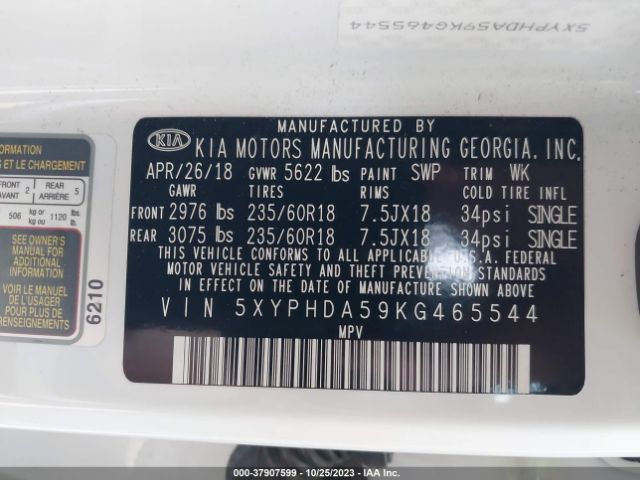 5XYPHDA59KG465544
MANUFACTURED BY
KIA KIA MOTORS MANUFACTURING GEORGIA, INC.
APR/26/18 GVWR 5622 lbs PAINT SWP TRIM WK
GAWR TIRES RIMS COLD TIRE INFL
FRONT 2976 lbs 235/60R18 7.5JX18 34psi SINGLE
REAR 3075 lbs 235/60R18 7.5JX18 34psi SINGLE
THIS VEHICLE CONFORMS TO ALL APPLICABLE U.S.A. FEDERAL
MOTOR VEHICLE SAFETY AND THEFT PREVENTION STANDARDS
IN EFFECT ON THE DATE OF MANUFACTURE SHOWN ABOVE.
VIN 5XYPHDA59KG465544
MPV
FORMATION
S ET LE CHARGEMENT
FRONT AVANT 2 REAR ARRIÈRE 5
506 kg or kg ou 1120 lbs.
SEE OWNER'S
MANUAL FOR
ADDITIONAL
INFORMATION
VOIR LE MANUEL
DE L'USAGER
POUR PLUS DE
RENSEIGNEMENTS
6210
000-37907599 - 10/25/2023 - IAA Inc.